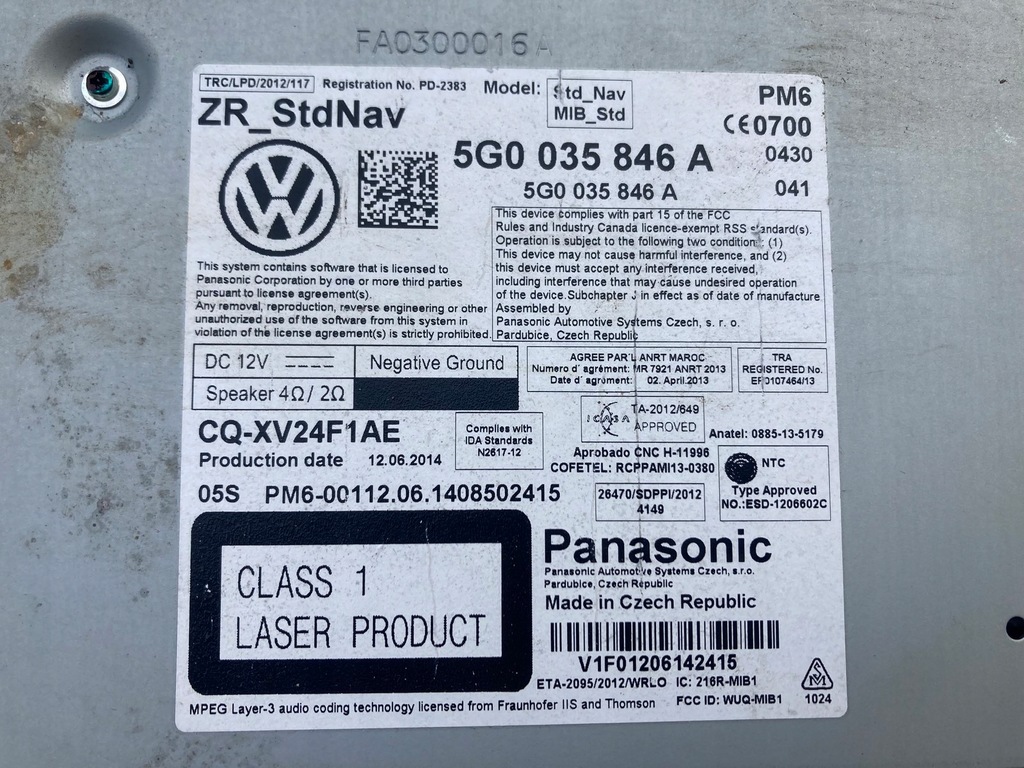 FA0300016A
TRC/LPD/2012/117 Registration No. PD-2383 Model: Std_Nav
MIB_Std
PM6
ZR_StdNav
CE0700
5G0 035 846 A 0430
5G0 035 846 A 041
This device complies with part 15 of the FCC
Rules and Industry Canada licence-exempt RSS standard(s).
Operation is subject to the following two condition: (1)
This device may not cause harmful interference, and (2)
this device must accept any interference received,
including interference that may cause undesired operation
of the device. Subchapter J in effect as of date of manufacture.
Assembled by
Panasonic Automotive Systems Czech, s. r. o.
Pardubice, Czech Republic
This system contains software that is licensed to
Panasonic Corporation by one or more third parties
pursuant to license agreement(s).
Any removal, reproduction, reverse engineering or other
unauthorized use of the software from this system in
violation of the license agreement(s) is strictly prohibited.
DC 12V Negative Ground
Speaker 4Ω/ 2Ω
AGREE PAR L ANRT MAROC
Numero d' agrément: MR 7921 ANRT 2013
Date d' agrément: 02. April.2013
TRA
REGISTERED No.
ER0107464/13
CQ-XV24F1AE
Production date 12.06.2014
Complies with
IDA Standards
N2617-12
ICASA TA-2012/649
APPROVED
Anatel: 0885-13-5179
Aprobado CNC H-11996
COFETEL: RCPPAMI13-0380
NTC
Type Approved
NO.:ESD-1206602C
05S PM6-00112.06.1408502415
26470/SDPPI/2012
4149
CLASS 1
LASER PRODUCT
Panasonic
Panasonic Automotive Systems Czech, s.r.o.
Pardubice, Czech Republic
Made in Czech Republic
V1F01206142415
ETA-2095/2012/WRLO IC: 216R-MIB1
FCC ID: WUQ-MIB1
1024
MPEG Layer-3 audio coding technology licensed from Fraunhofer IIS and Thomson